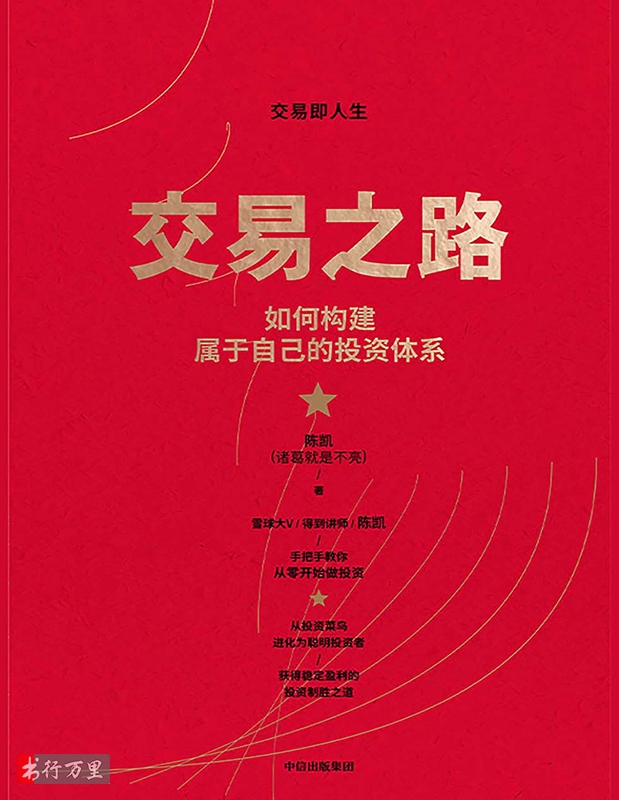 交易即人生
交易之路
如何构建
属于自己的投资体系
陈凯
(诸葛就是不亮)
/
著
雪球大V / 得到讲师 / 陈凯
/
手把手教你
从零开始做投资
从投资菜鸟
进化为聪明投资者
/
获得稳定盈利的
投资制胜之道
书行万里
中信出版集团